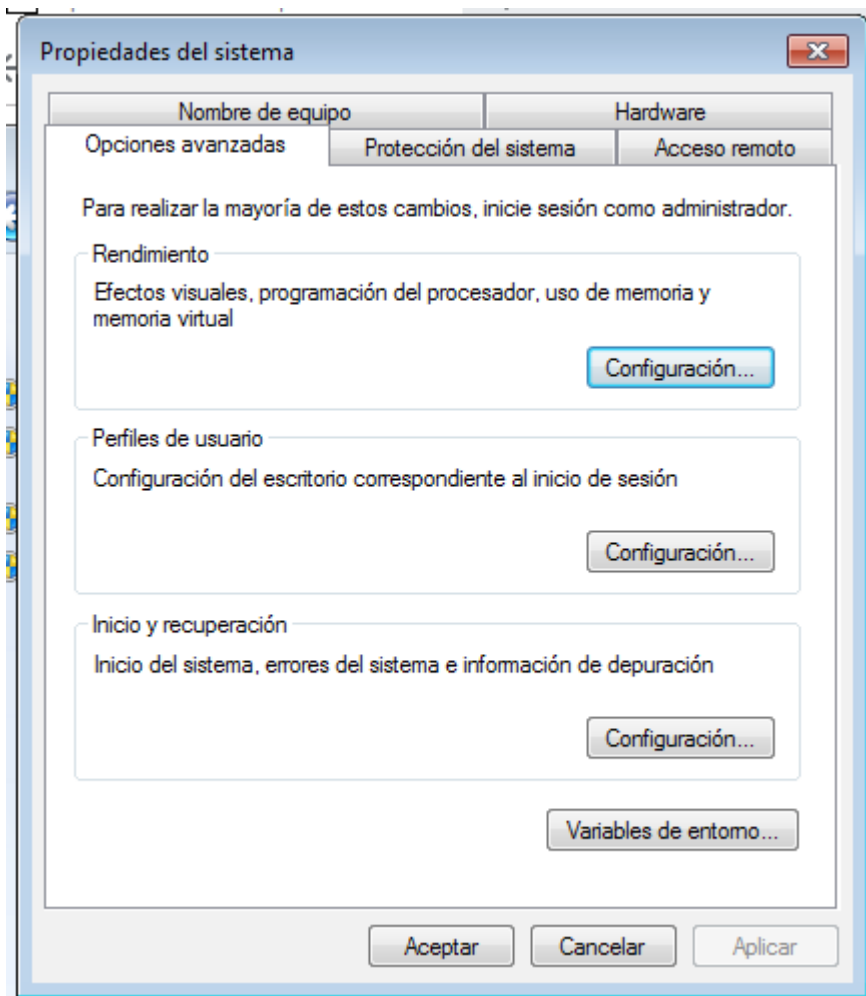 Propiedades del sistema
Nombre de equipo
Hardware
Opciones avanzadas
Protección del sistema
Acceso remoto
Para realizar la mayoría de estos cambios, inicie sesión como administrador.
Rendimiento
Efectos visuales, programación del procesador, uso de memoria y
memoria virtual
Configuración...
Perfiles de usuario
Configuración del escritorio correspondiente al inicio de sesión
Configuración...
Inicio y recuperación
Inicio del sistema, errores del sistema e información de depuración
Configuración...
Variables de entorno...
Aceptar
Cancelar
Aplicar